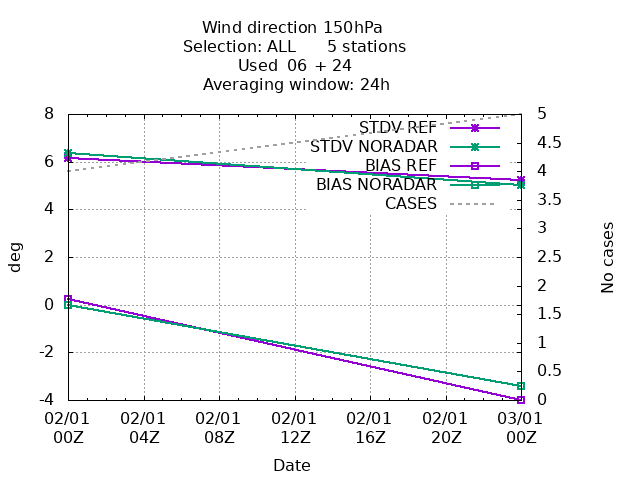 Wind direction 150hPa
Selection: ALL 5 stations
Used 06 + 24
Averaging window: 24h
8
6
4
2
0
-2
-4
deg
5
4.5
4
3.5
3
2.5
2
1.5
1
0.5
0
No cases
STDV REF
STDV NORADAR
BIAS REF
BIAS NORADAR
CASES
02/01 02/01 02/01 02/01 02/01 02/01 03/01
00Z 04Z 08Z 12Z 16Z 20Z 00Z
Date